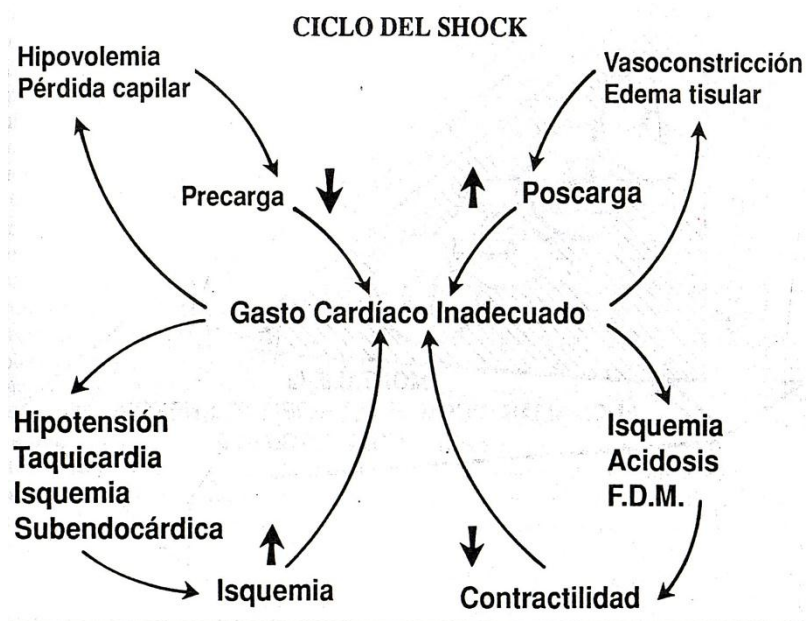 CICLO DEL SHOCK
Hipovolemia
Pérdida capilar
Vasoconstricción
Edema tisular
Precarga
Poscarga
Gasto Cardíaco Inadecuado
Hipotensión
Taquicardia
Isquemia
Subendocárdica
Isquemia
Acidosis
F.D.M.
Isquemia
Contractilidad